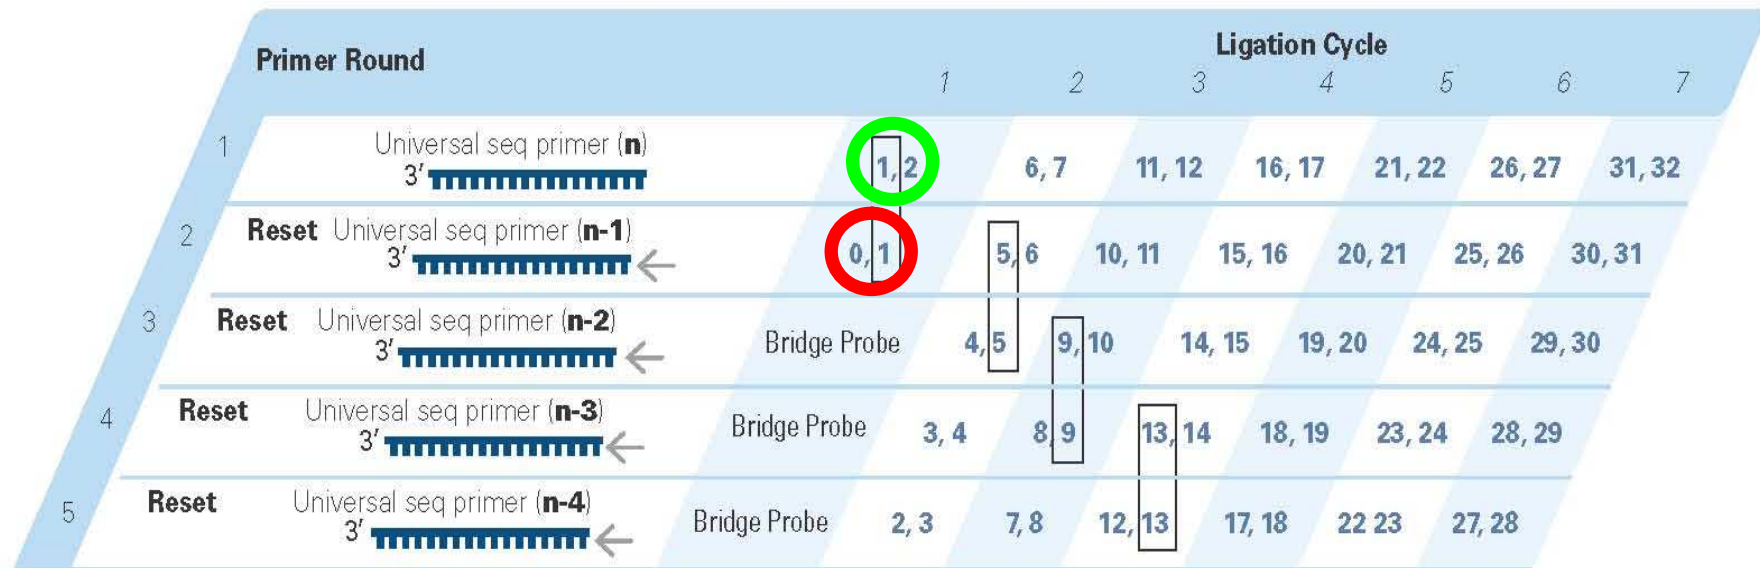 Primer Round
Ligation Cycle
1 2 3 4 5 6 7
1 Universal seq primer (n) 1, 2 6, 7 11, 12 16, 17 21, 22 26, 27 31, 32
3′
2 Reset Universal seq primer (n-1) 0, 1 5, 6 10, 11 15, 16 20, 21 25, 26 30, 31
3′
3 Reset Universal seq primer (n-2) Bridge Probe 4, 5 9, 10 14, 15 19, 20 24, 25 29, 30
3′
4 Reset Universal seq primer (n-3) Bridge Probe 3, 4 8, 9 13, 14 18, 19 23, 24 28, 29
3′
5 Reset Universal seq primer (n-4) Bridge Probe 2, 3 7, 8 12, 13 17, 18 22 23 27, 28
3′